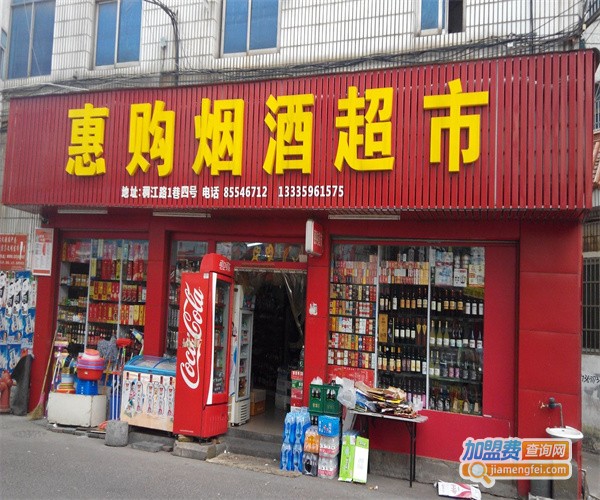 惠购烟酒超市
地址:稠江路1巷四号 电话 85546712 13335961575
Coca-Cola
加盟费查询网
jiamengfei.com